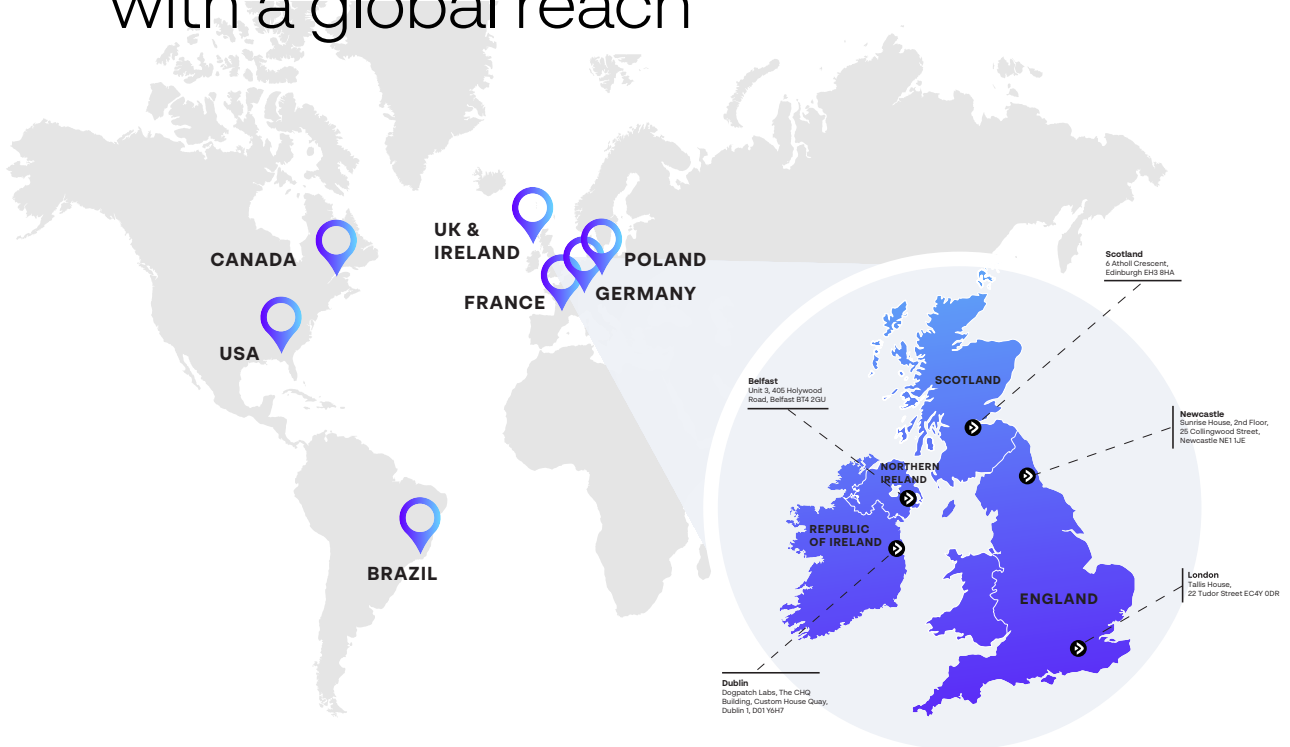 with a global reach
CANADA
USA
BRAZIL
UK &
IRELAND
FRANCE
POLAND
GERMANY
Scotland
6 Atholl Crescent,
Edinburgh EH3 8HA
Belfast
Unit 3, 405 Holywood
Road, Belfast BT4 2GU
Newcastle
Sunrise House, 2nd Floor,
25 Collingwood Street,
Newcastle NE1 1JE
SCOTLAND
NORTHERN
IRELAND
REPUBLIC
OF IRELAND
ENGLAND
London
Tallis House,
22 Tudor Street EC4Y 0DR
Dublin
Dogpatch Labs, The CHQ
Building, Custom House Quay,
Dublin 1, D01 Y6H7